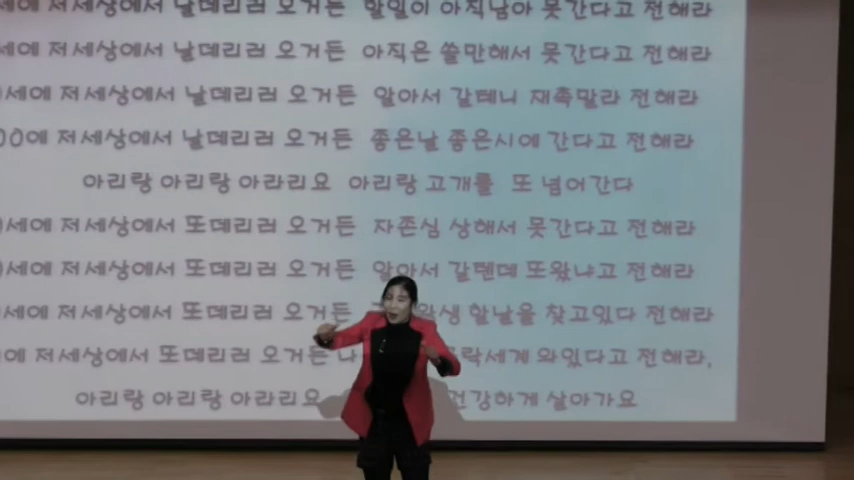 세에 저세상에서 날데리러 오거든 할일이 아직남아 못간다고 전해라
세에 저세상에서 날데리러 오거든 아직은 쓸만해서 못간다고 전해라
세에 저세상에서 날데리러 오거든 알아서 갈테니 재촉말라 전해라
00에 저세상에서 날데리러 오거든 좋은날 좋은시에 간다고 전해라
아리랑 아리랑 아라리요 아리랑 고개를 또 넘어간다
세에 저세상에서 또데리러 오거든 자존심 상해서 못간다고 전해라
세에 저세상에서 또데리러 오거든 알아서 갈텐데 또왔냐고 전해라
세에 저세상에서 또데리러 오거든 할날을 찾고있다 전해라
에 저세상에서 또데리러 오거든 와있다고 전해라,
아리랑 아리랑 아라리요 건강하게 살아가요